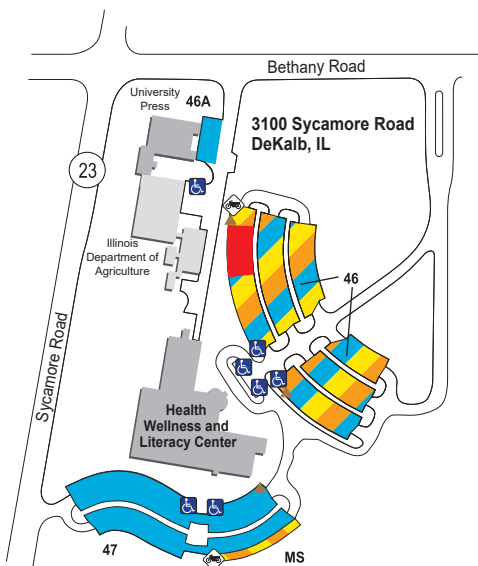 Bethany Road
University
Press
46A
3100 Sycamore Road
DeKalb, IL
23
Illinois
Department of
Agriculture
46
Sycamore Road
Health
Wellness and
Literacy Center
47
MS